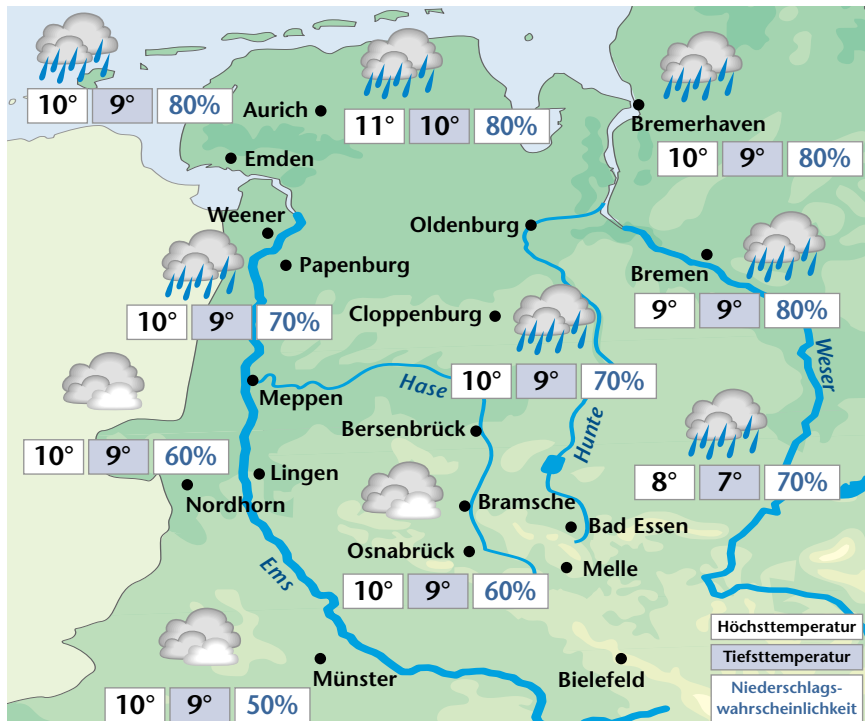 10° 9° 80%
Aurich
11° 10° 80%
Bremerhaven
10° 9° 80%
Emden
Weener
Oldenburg
Papenburg
Bremen
10° 9° 70%
Cloppenburg
9° 9° 80%
Weser
Meppen
Hase
10° 9° 70%
Hunte
Bersenbrück
10° 9° 60%
Lingen
Nordhorn
8° 7° 70%
Bramsche
Bad Essen
Osnabrück
Ems
Melle
10° 9° 60%
Münster
Bielefeld
10° 9° 50%
Höchsttemperatur
Tiefsttemperatur
Niederschlags-
wahrscheinlichkeit